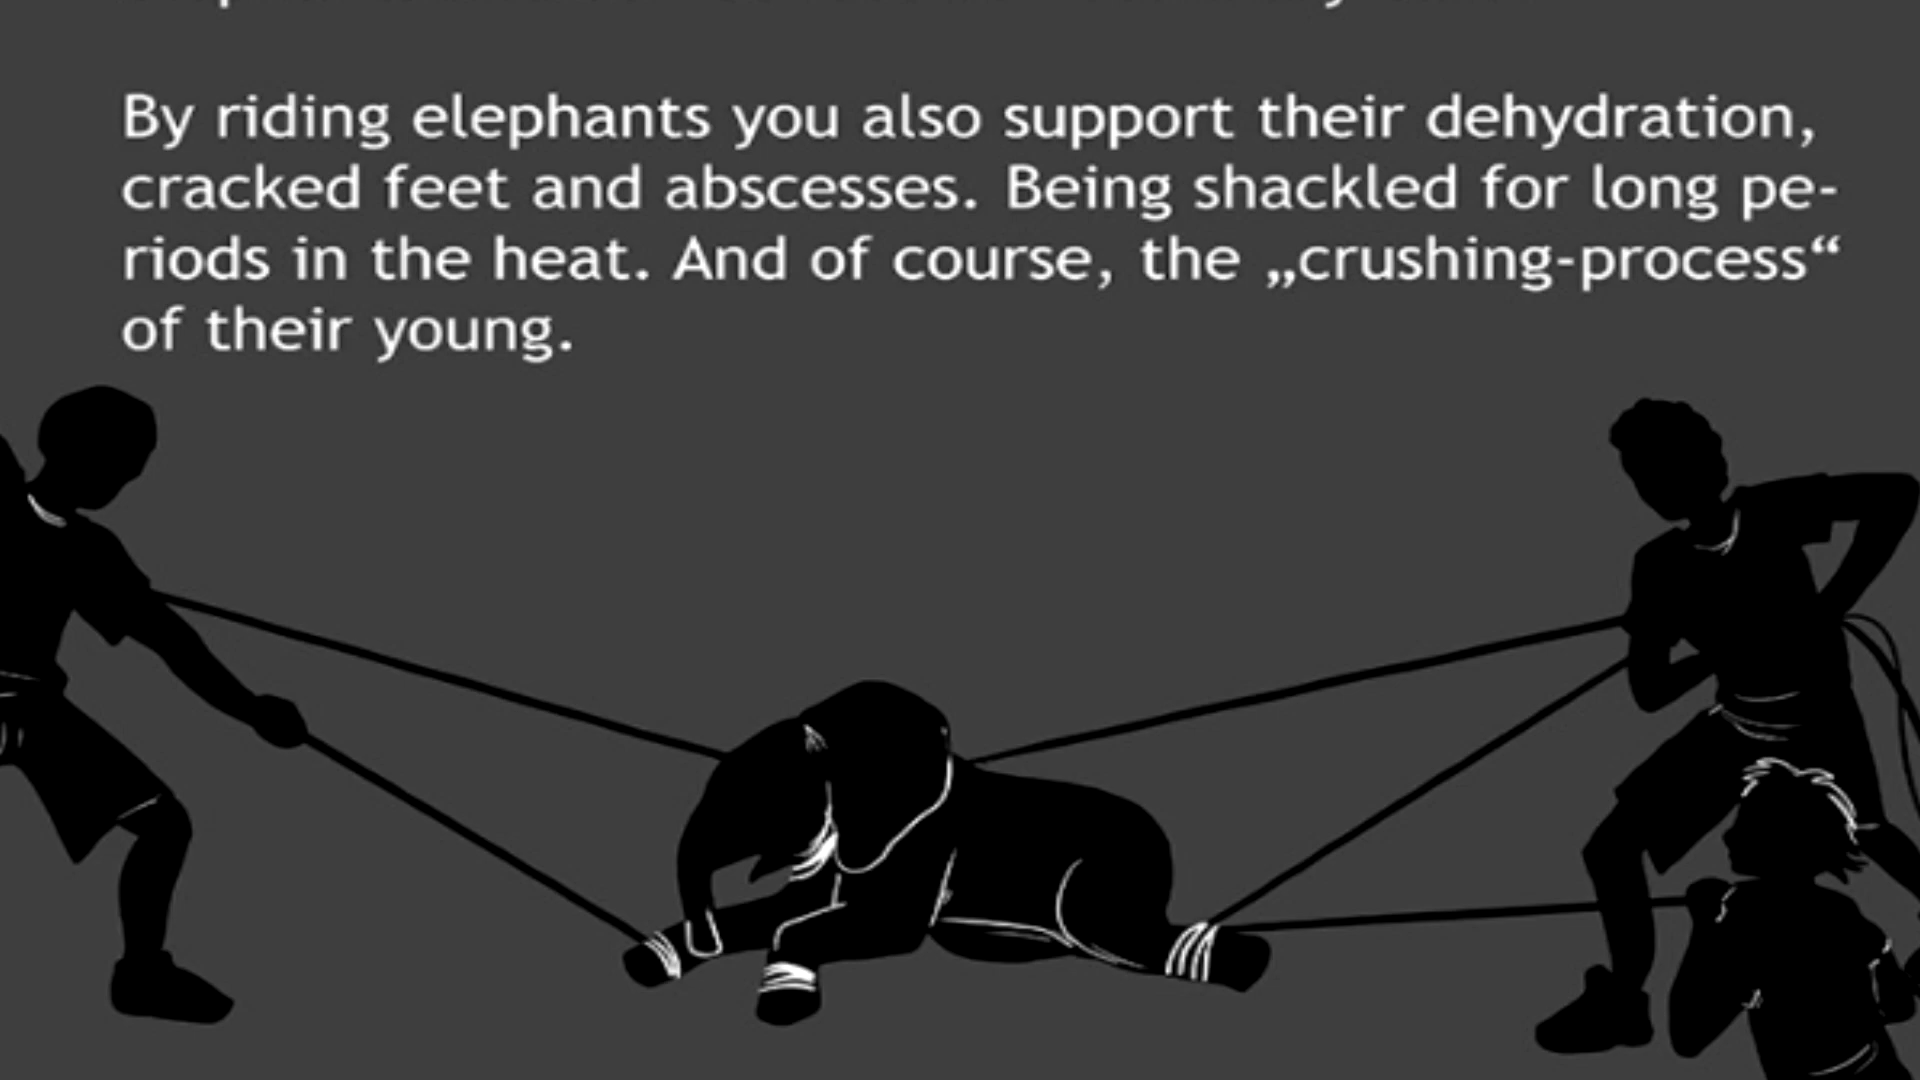 By riding elephants you also support their dehydration,
cracked feet and abscesses. Being shackled for long pe-
riods in the heat. And of course, the „crushing-process“
of their young.